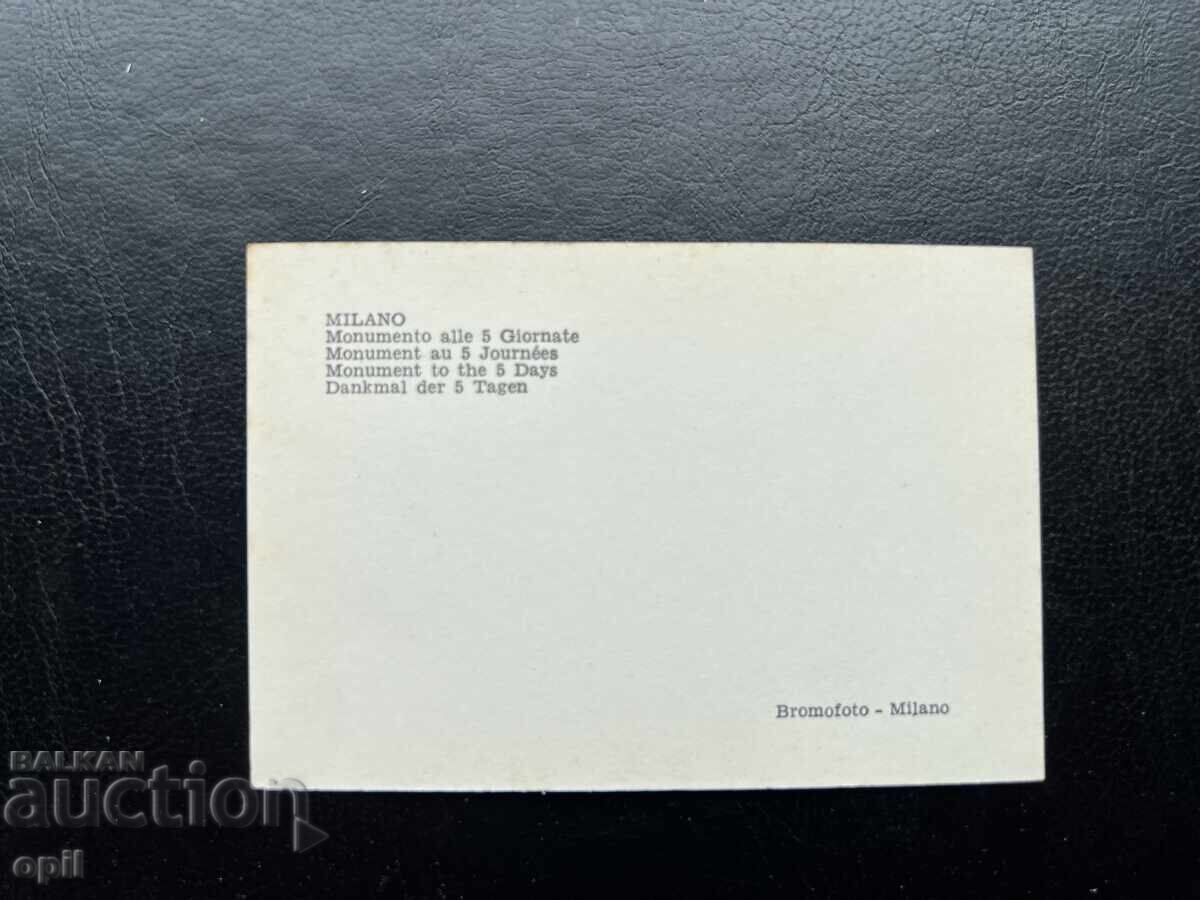 MILANO
Monumento alle 5 Giornate
Monument au 5 Journées
Monument to the 5 Days
Dankmal der 5 Tagen
Bromofoto - Milano
BALKAN
auction
opil